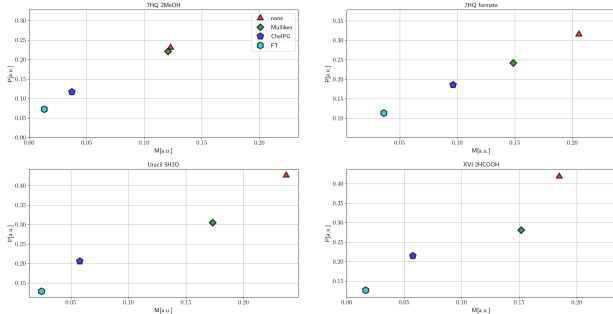 7HQ 2MeOH
P[a.u.]
0.30
0.25
0.20
0.15
0.10
0.05
0.00
0.00
0.05
0.10
0.15
0.20
M[a.u.]
none
Mulliken
ChelPG
FT
7HQ formate
P[a.u.]
0.35
0.30
0.25
0.20
0.15
0.10
0.05
0.10
0.15
0.20
M[a.u.]
Uracil 5H2O
P[a.u.]
0.40
0.35
0.30
0.25
0.20
0.15
0.05
0.10
0.15
0.20
M[a.u.]
XVI 2HCOOH
P[a.u.]
0.40
0.35
0.30
0.25
0.20
0.15
0.00
0.05
0.10
0.15
0.20
M[a.u.]